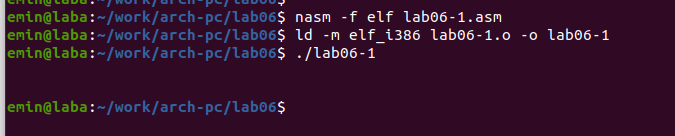 emin@laba:~/work/arch-pc/lab06$ nasm -f elf lab06-1.asm
emin@laba:~/work/arch-pc/lab06$ ld -m elf_i386 lab06-1.o -o lab06-1
emin@laba:~/work/arch-pc/lab06$ ./lab06-1
emin@laba:~/work/arch-pc/lab06$